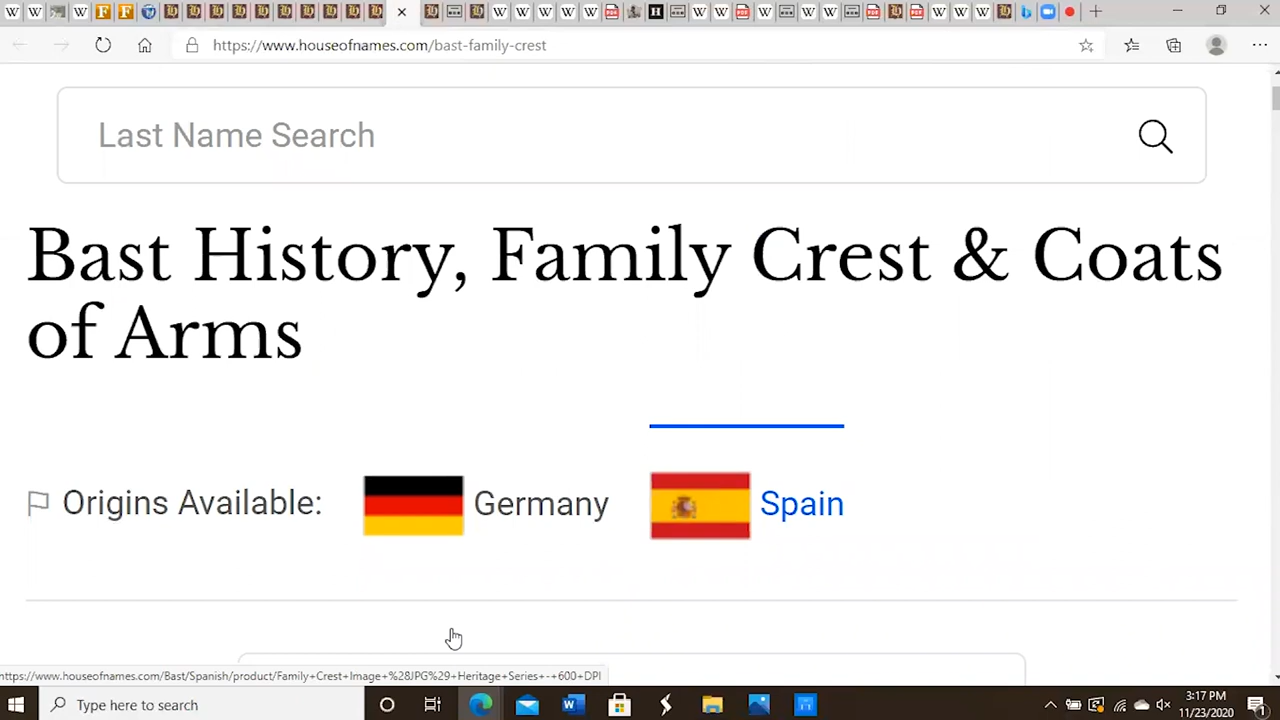 https://www.houseofnames.com/bast-family-crest
Last Name Search
Bast History, Family Crest & Coats
of Arms
Origins Available:
Germany
Spain
https://www.houseofnames.com/Bast/Spanish/product/Family+Crest+Image+%28JPG%29+Heritage+Series+-+600+DPI
Type here to search
3:17 PM
11/23/2020